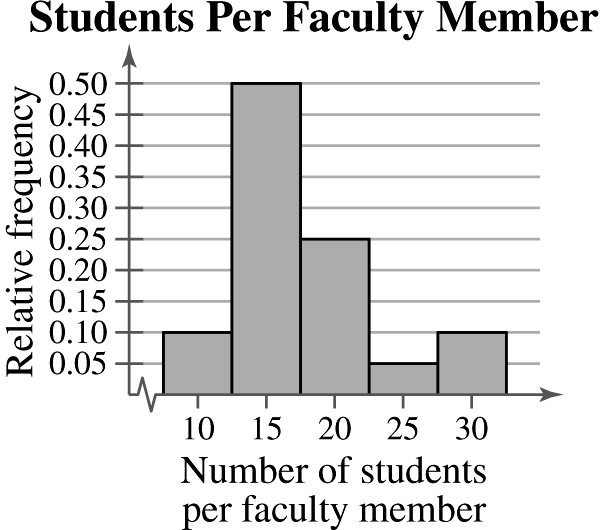 Students Per Faculty Member
Relative frequency
0.50
0.45
0.40
0.35
0.30
0.25
0.20
0.15
0.10
0.05
10 15 20 25 30
Number of students
per faculty member